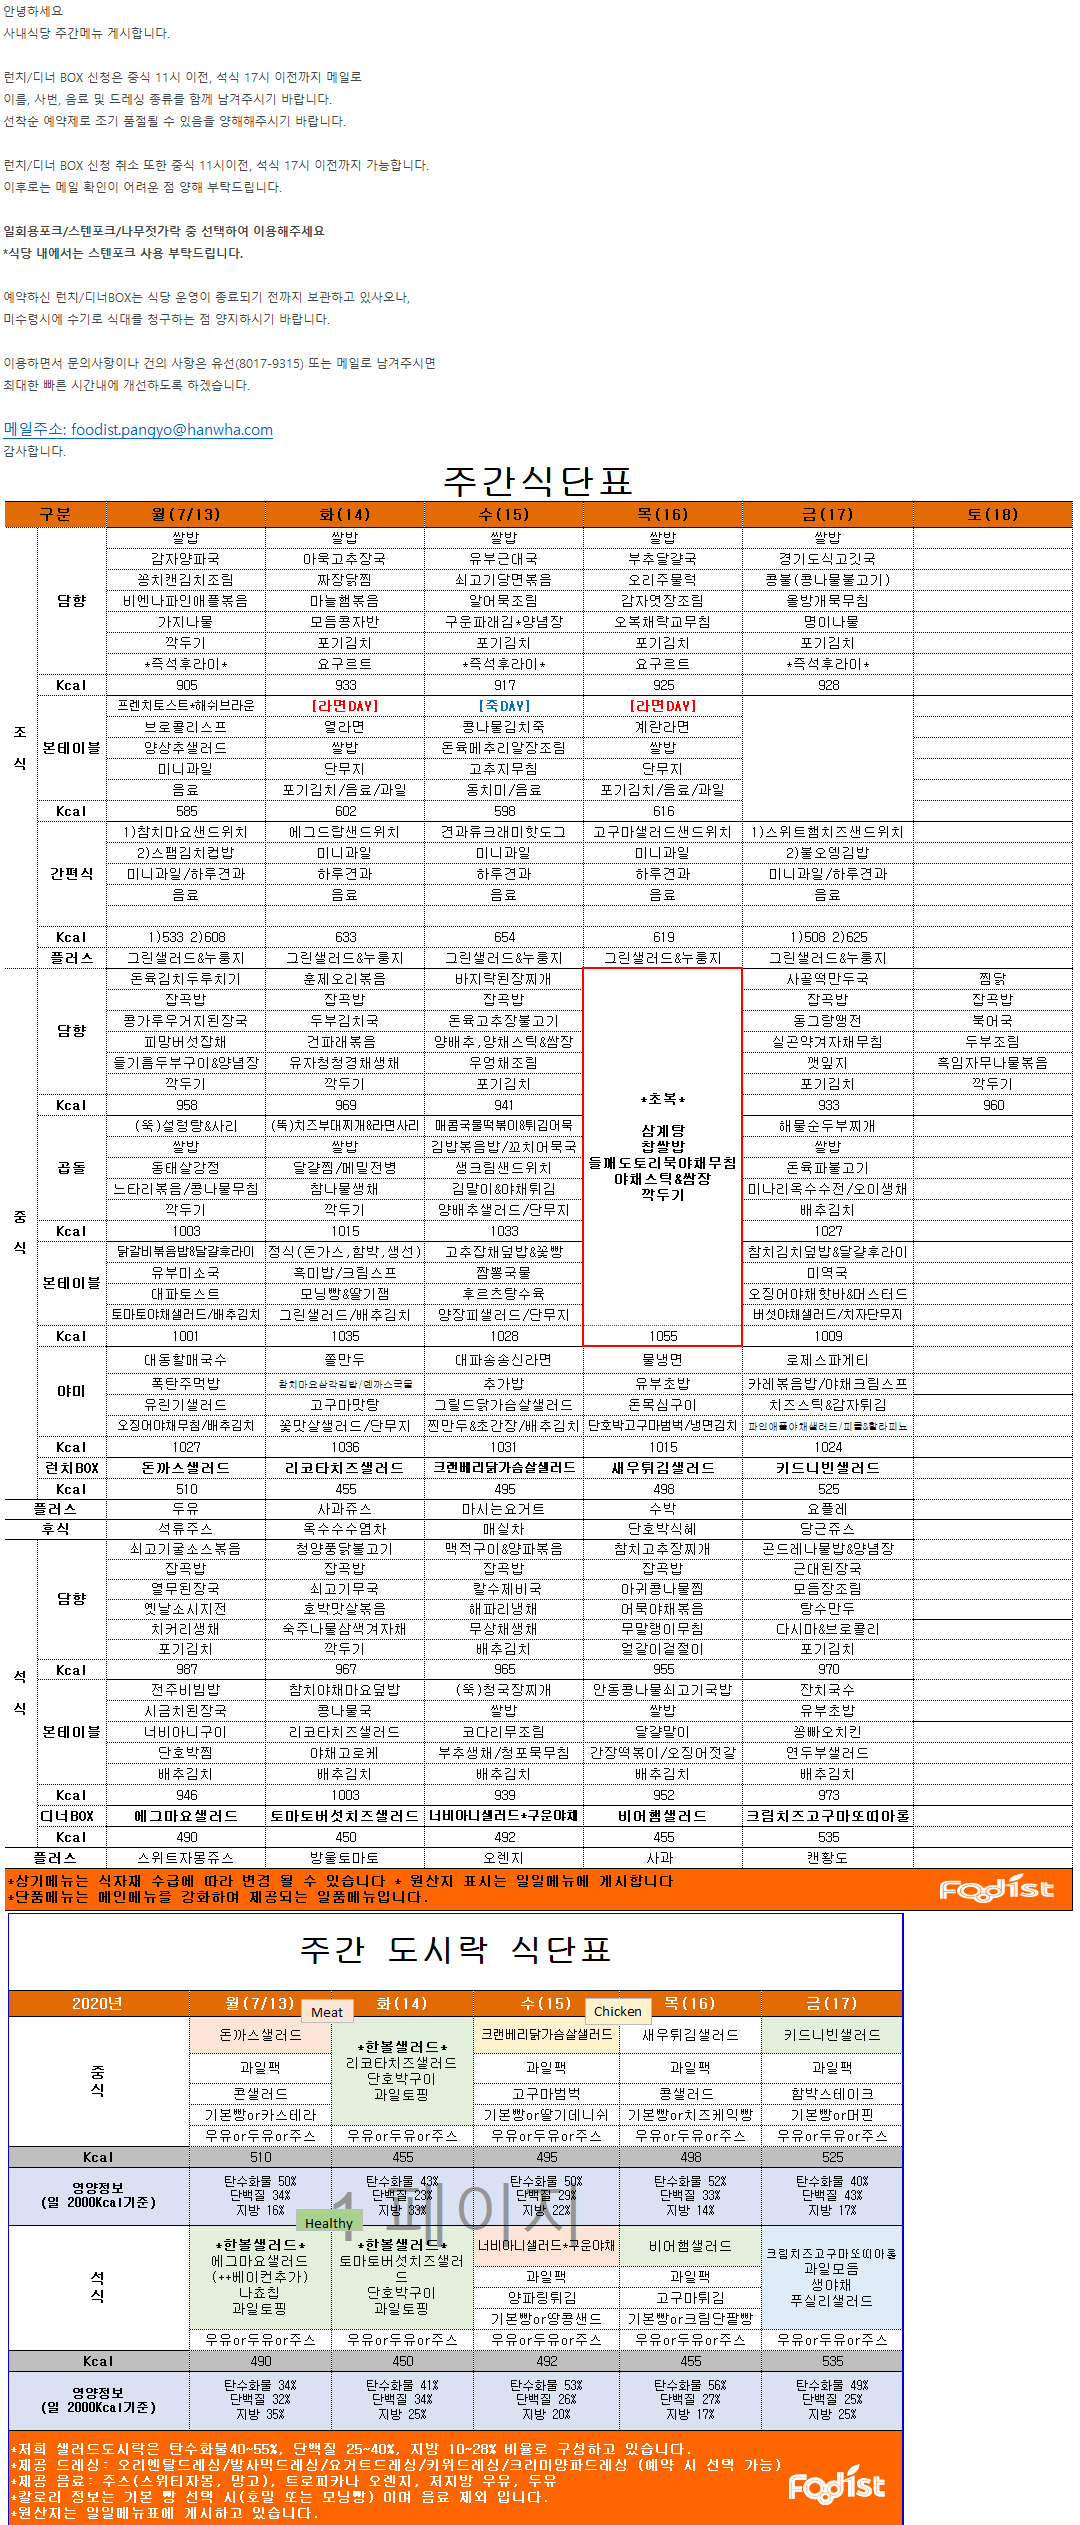 안녕하세요
사내식당 주간메뉴 게시합니다.
런치/디너 BOX 신청은 중식 11시 이전, 석식 17시 이전까지 메일로
이름, 사번, 음료 및 드레싱 종류를 함께 남겨주시기 바랍니다.
선착순 예약제로 조기 품절될 수 있음을 양해해주시기 바랍니다.
런치/디너 BOX 신청 취소 또한 중식 11시이전, 석식 17시 이전까지 가능합니다.
이후로는 메일 확인이 어려운 점 양해 부탁드립니다.
일회용포크/스텐포크/나무젓가락 중 선택하여 이용해주세요
*식당 내에서는 스텐포크 사용 부탁드립니다.
예약하신 런치/디너BOX는 식당 운영이 종료되기 전까지 보관하고 있사오나,
미수령시에 수기로 식대를 청구하는 점 양지하시기 바랍니다.
이용하면서 문의사항이나 건의 사항은 유선(8017-9315) 또는 메일로 남겨주시면
최대한 빠른 시간내에 개선하도록 하겠습니다.
메일주소: foodist.pangyo@hanwha.com
감사합니다.
주간식단표
구분 월(7/13) 화(14) 수(15) 목(16) 금(17) 토(18)
조식
담향
쌀밥 쌀밥 쌀밥 쌀밥 쌀밥
감자양파국 아욱고추장국 유부근대국 부추달걀국 경기도식고깃국
꽁치캔김치조림 짜장닭찜 쇠고기당면볶음 오리주물럭 콩불(콩나물불고기)
비엔나파인애플볶음 마늘햄볶음 알어묵조림 감자엿장조림 올방개묵무침
가지나물 모듬콩자반 구운파래김*양념장 오복채락교무침 명이나물
깍두기 포기김치 포기김치 포기김치 포기김치
*즉석후라이* 요구르트 *즉석후라이* 요구르트 *즉석후라이*
Kcal 905 933 917 925 928
본테이블
프렌치토스트*해쉬브라운 [라면DAY] [죽DAY] [라면DAY]
브로콜리스프 열라면 콩나물김치죽 계란라면
양상추샐러드 쌀밥 돈육메추리알장조림 쌀밥
미니과일 단무지 고추지무침 단무지
음료 포기김치/음료/과일 동치미/음료 포기김치/음료/과일
Kcal 585 602 598 616
간편식
1)참치마요샌드위치 에그드랍샌드위치 견과류크래미핫도그 고구마샐러드샌드위치 1)스위트햄치즈샌드위치
2)스팸김치컵밥 미니과일 미니과일 미니과일 2)불오뎅김밥
미니과일/하루견과 하루견과 하루견과 하루견과 미니과일/하루견과
음료 음료 음료 음료 음료
Kcal 1)533 2)608 633 654 619 1)508 2)625
플러스 그린샐러드&누룽지 그린샐러드&누룽지 그린샐러드&누룽지 그린샐러드&누룽지 그린샐러드&누룽지
중식
담향
돈육김치두루치기 훈제오리볶음 바지락된장찌개 사골떡만두국 찜닭
잡곡밥 잡곡밥 잡곡밥 잡곡밥 잡곡밥
콩가루우거지된장국 두부김치국 돈육고추장불고기 동그랑땡전 북어국
피망버섯잡채 건파래볶음 양배추,양채스틱&쌈장 실곤약겨자채무침 두부조림
들기름두부구이&양념장 유자청청경채생채 우엉채조림 깻잎지 흑임자무나물볶음
깍두기 깍두기 포기김치 포기김치 깍두기
Kcal 958 969 941 933 960
*초복*
삼계탕
찹쌀밥
들깨도토리묵야채무침
야채스틱&쌈장
깍두기
곱돌
(뚝)설렁탕&사리 (뚝)치즈부대찌개&라면사리 매콤국물떡볶이&튀김어묵 해물순두부찌개
쌀밥 쌀밥 김밥볶음밥/꼬치어묵국 쌀밥
동태살강정 달걀찜/메밀전병 생크림샌드위치 돈육파불고기
느타리볶음/콩나물무침 참나물생채 김말이&야채튀김 미나리옥수수전/오이생채
깍두기 깍두기 양배추샐러드/단무지 배추김치
Kcal 1003 1015 1033 1027
본테이블
닭갈비볶음밥&달걀후라이 정식(돈가스,함박,생선) 고추잡채덮밥&꽃빵 참치김치덮밥&달걀후라이
유부미소국 흑미밥/크림스프 짬뽕국물 미역국
대파토스트 모닝빵&딸기잼 후르츠탕수육 오징어야채핫바&머스터드
토마토야채샐러드/배추김치 그린샐러드/배추김치 양장피샐러드/단무지 버섯야채샐러드/치자단무지
Kcal 1001 1035 1028 1055 1009
야미
대동할매국수 쫄만두 대파송송신라면 물냉면 로제스파게티
폭탄주먹밥 참치마요삼각김밥/덴까스국물 추가밥 유부초밥 카레볶음밥/야채크림스프
유린기샐러드 고구마맛탕 그릴드닭가슴살샐러드 돈목심구이 치즈스틱&감자튀김
오징어야채무침/배추김치 꽃맛살샐러드/단무지 찐만두&초간장/배추김치 단호박고구마범벅/냉면김치 파인애플야채샐러드/피클&할라피뇨
Kcal 1027 1036 1031 1015 1024
런치BOX 돈까스샐러드 리코타치즈샐러드 크랜베리닭가슴살샐러드 새우튀김샐러드 키드니빈샐러드
Kcal 510 455 495 498 525
플러스 두유 사과쥬스 마시는요거트 수박 요플레
후식 석류주스 옥수수수염차 매실차 단호박식혜 당근쥬스
석식
담향
쇠고기굴소스볶음 청양풍닭불고기 맥적구이&양파볶음 참치고추장찌개 곤드레나물밥&양념장
잡곡밥 잡곡밥 잡곡밥 잡곡밥 근대된장국
열무된장국 쇠고기무국 칼수제비국 아귀콩나물찜 모듬장조림
옛날소시지전 호박맛살볶음 해파리냉채 어묵야채볶음 탕수만두
치커리생채 숙주나물삼색겨자채 무상채생채 무말랭이무침 다시마&브로콜리
포기김치 깍두기 배추김치 얼갈이겉절이 포기김치
Kcal 987 967 965 955 970
본테이블
전주비빔밥 참치야채마요덮밥 (뚝)청국장찌개 안동콩나물쇠고기국밥 잔치국수
시금치된장국 콩나물국 쌀밥 쌀밥 유부초밥
너비아니구이 리코타치즈샐러드 코다리무조림 달걀말이 꽁빠오치킨
단호박찜 야채고로케 부추생채/청포묵무침 간장떡볶이/오징어젓갈 연두부샐러드
배추김치 배추김치 배추김치 배추김치 배추김치
Kcal 946 1003 939 952 973
디너BOX 에그마요샐러드 토마토버섯치즈샐러드 너비아니샐러드*구운야채 비어햄샐러드 크림치즈고구마또띠아롤
Kcal 490 450 492 455 535
플러스 스위트자몽쥬스 방울토마토 오렌지 사과 캔황도
*상기메뉴는 식자재 수급에 따라 변경 될 수 있습니다 * 원산지 표시는 일일메뉴에 게시합니다
*단품메뉴는 메인메뉴를 강화하며 제공되는 일품메뉴입니다.
Foodist
주간 도시락 식단표
2020년 월(7/13) 화(14) 수(15) 목(16) 금(17)
Meat Chicken
중식
돈까스샐러드 *한볼샐러드* 크랜베리닭가슴살샐러드 새우튀김샐러드 키드니빈샐러드
리코타치즈샐러드
단호박구이
과일토핑
과일팩 과일팩 과일팩 과일팩
콘샐러드 고구마범벅 콩샐러드 함박스테이크
기본빵or카스테라 기본빵or딸기데니쉬 기본빵or치즈케익빵 기본빵or머핀
우유or두유or주스 우유or두유or주스 우유or두유or주스 우유or두유or주스 우유or두유or주스
Kcal 510 455 495 498 525
영양정보
(일 2000Kcal기준)
탄수화물 50% 탄수화물 43% 탄수화물 50% 탄수화물 52% 탄수화물 40%
단백질 34% 단백질 23% 단백질 29% 단백질 33% 단백질 43%
지방 16% 지방 33% 지방 22% 지방 14% 지방 17%
1 페이지
Healthy
석식
*한볼샐러드* *한볼샐러드* 너비아니샐러드*구운야채 비어햄샐러드 크림치즈고구마또띠아롤
에그마요샐러드 토마토버섯치즈샐러드 과일모음
(++베이컨추가) 단호박구이 과일팩 과일팩 생야채
나쵸칩 과일토핑 양파링튀김 고구마튀김 푸실리샐러드
과일토핑 기본빵or땅콩샌드 기본빵or크림단팥빵
우유or두유or주스 우유or두유or주스 우유or두유or주스 우유or두유or주스 우유or두유or주스
Kcal 490 450 492 455 535
영양정보
(일 2000Kcal기준)
탄수화물 34% 탄수화물 41% 탄수화물 53% 탄수화물 56% 탄수화물 49%
단백질 32% 단백질 34% 단백질 26% 단백질 27% 단백질 25%
지방 35% 지방 25% 지방 20% 지방 17% 지방 25%
*저희 샐러드도시락은 탄수화물40~55%, 단백질 25~40%, 지방 10~28% 비율로 구성하고 있습니다.
*제공 드레싱: 오리엔탈드레싱/발사믹드레싱/요거트드레싱/키위드레싱/크리미양파드레싱 (예약 시 선택 가능)
*제공 음료: 주스(스위티자몽, 망고), 트로피카나 오렌지, 저지방 우유, 두유
*칼로리 정보는 기본 빵 선택 시(호밀 또는 모닝빵) 이며 음료 제외 입니다.
*원산지는 일일메뉴표에 게시하고 있습니다.
Foodist